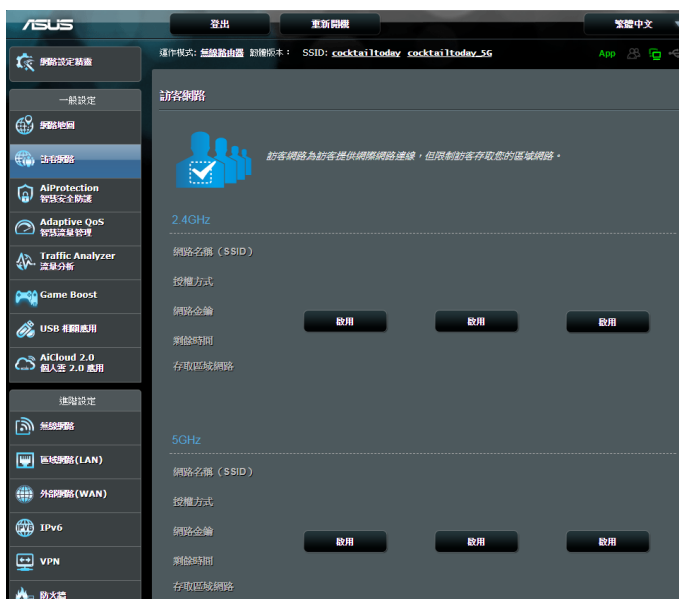 ASUS 登出 重新開機 繁體中文
運作模式: 無線路由器 韌體版本： SSID: cocktailtoday cocktailtoday_5G App
網路設定精靈
一般設定
網路地圖
訪客網路
AiProtection
智慧安全防護
Adaptive QoS
智慧流量管理
Traffic Analyzer
流量分析
Game Boost
USB 相關應用
AiCloud 2.0
個人雲 2.0 應用
進階設定
無線網路
區域網路(LAN)
外部網路(WAN)
IPv6
VPN
防火牆
訪客網路
訪客網路為訪客提供網際網路連線，但限制訪客存取您的區域網路。
2.4GHz
網路名稱（SSID）
授權方式
網路金鑰
啟用 啟用 啟用
剩餘時間
存取區域網路
5GHz
網路名稱（SSID）
授權方式
網路金鑰
啟用 啟用 啟用
剩餘時間
存取區域網路